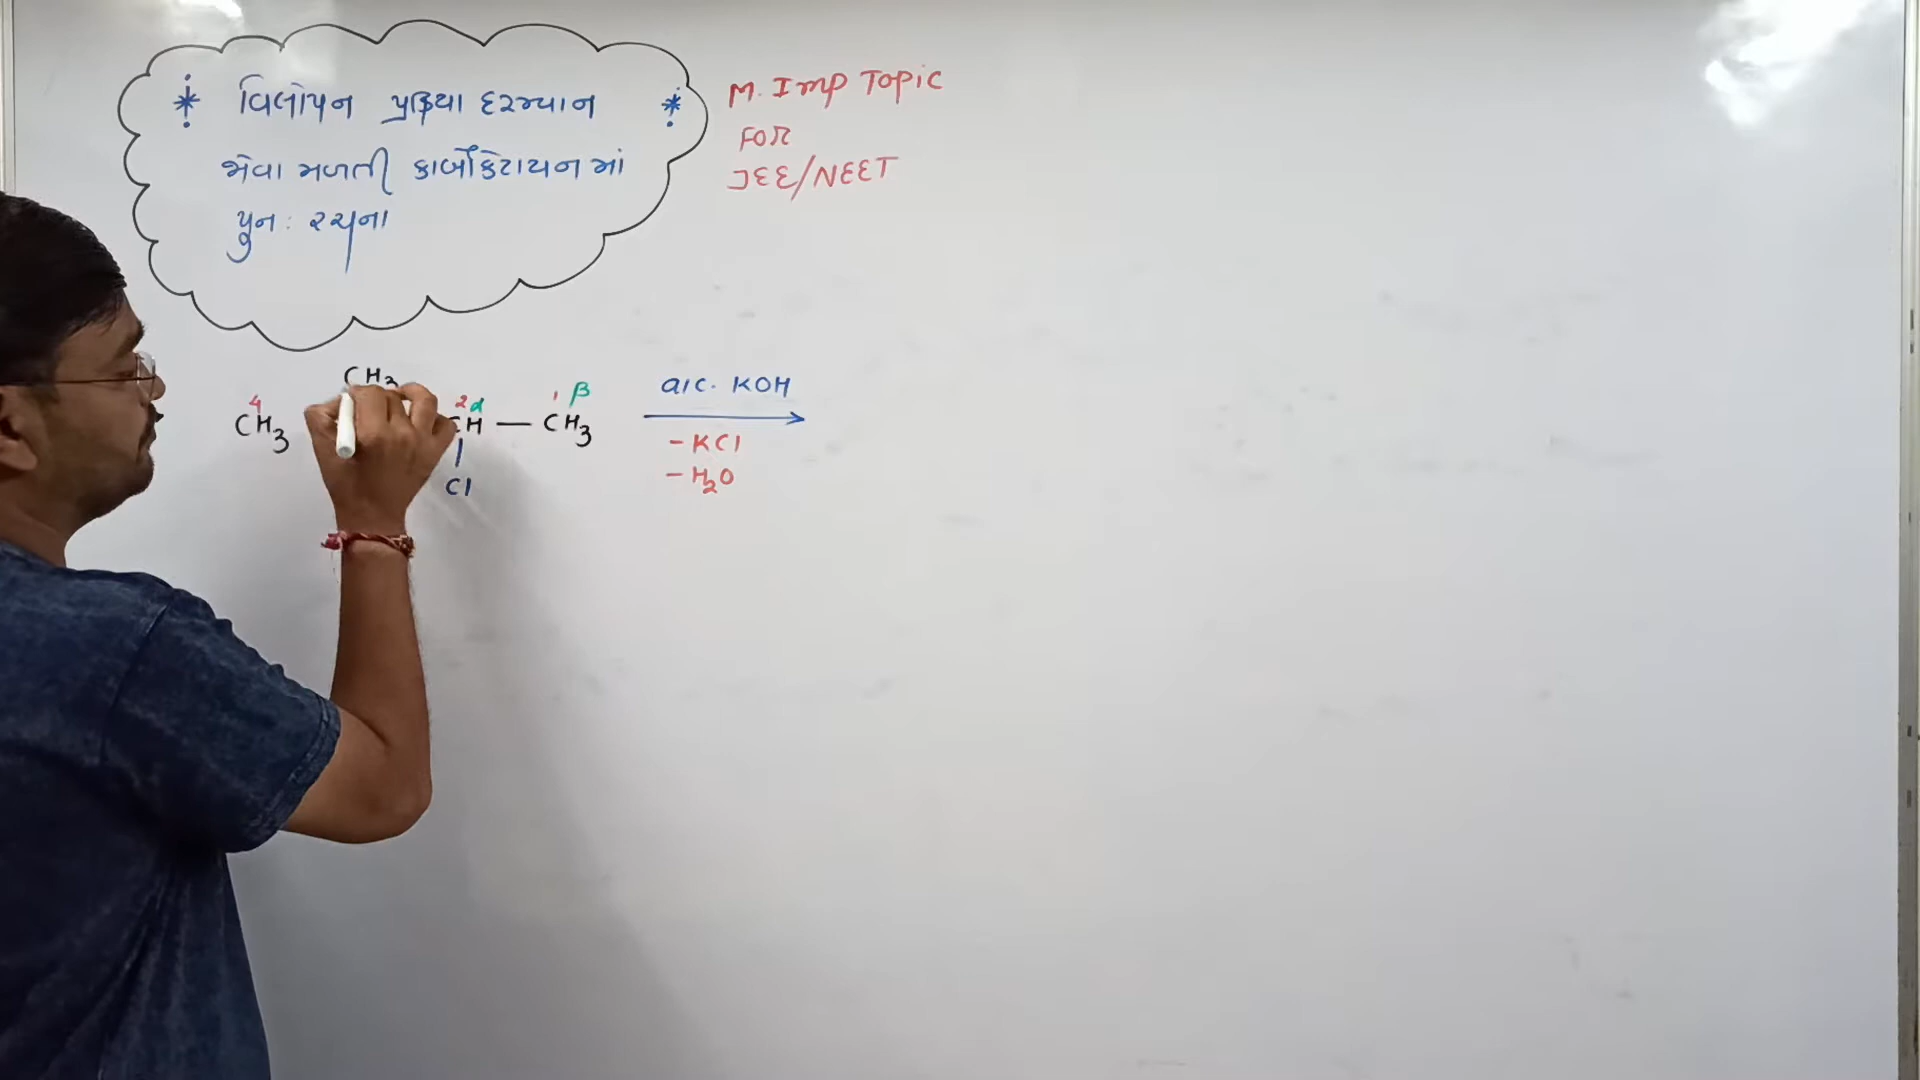 * વિલોપન પ્રક્રિયા દરમ્યાન *
જોવા મળતી કાર્બોકેટાયનમાં
પુન: રચના
M. Imp Topic
FOR
JEE/NEET
CH3
4 2 α 1 β
CH3 CH — CH3
Cl
alc. KOH
- KCl
- H2O